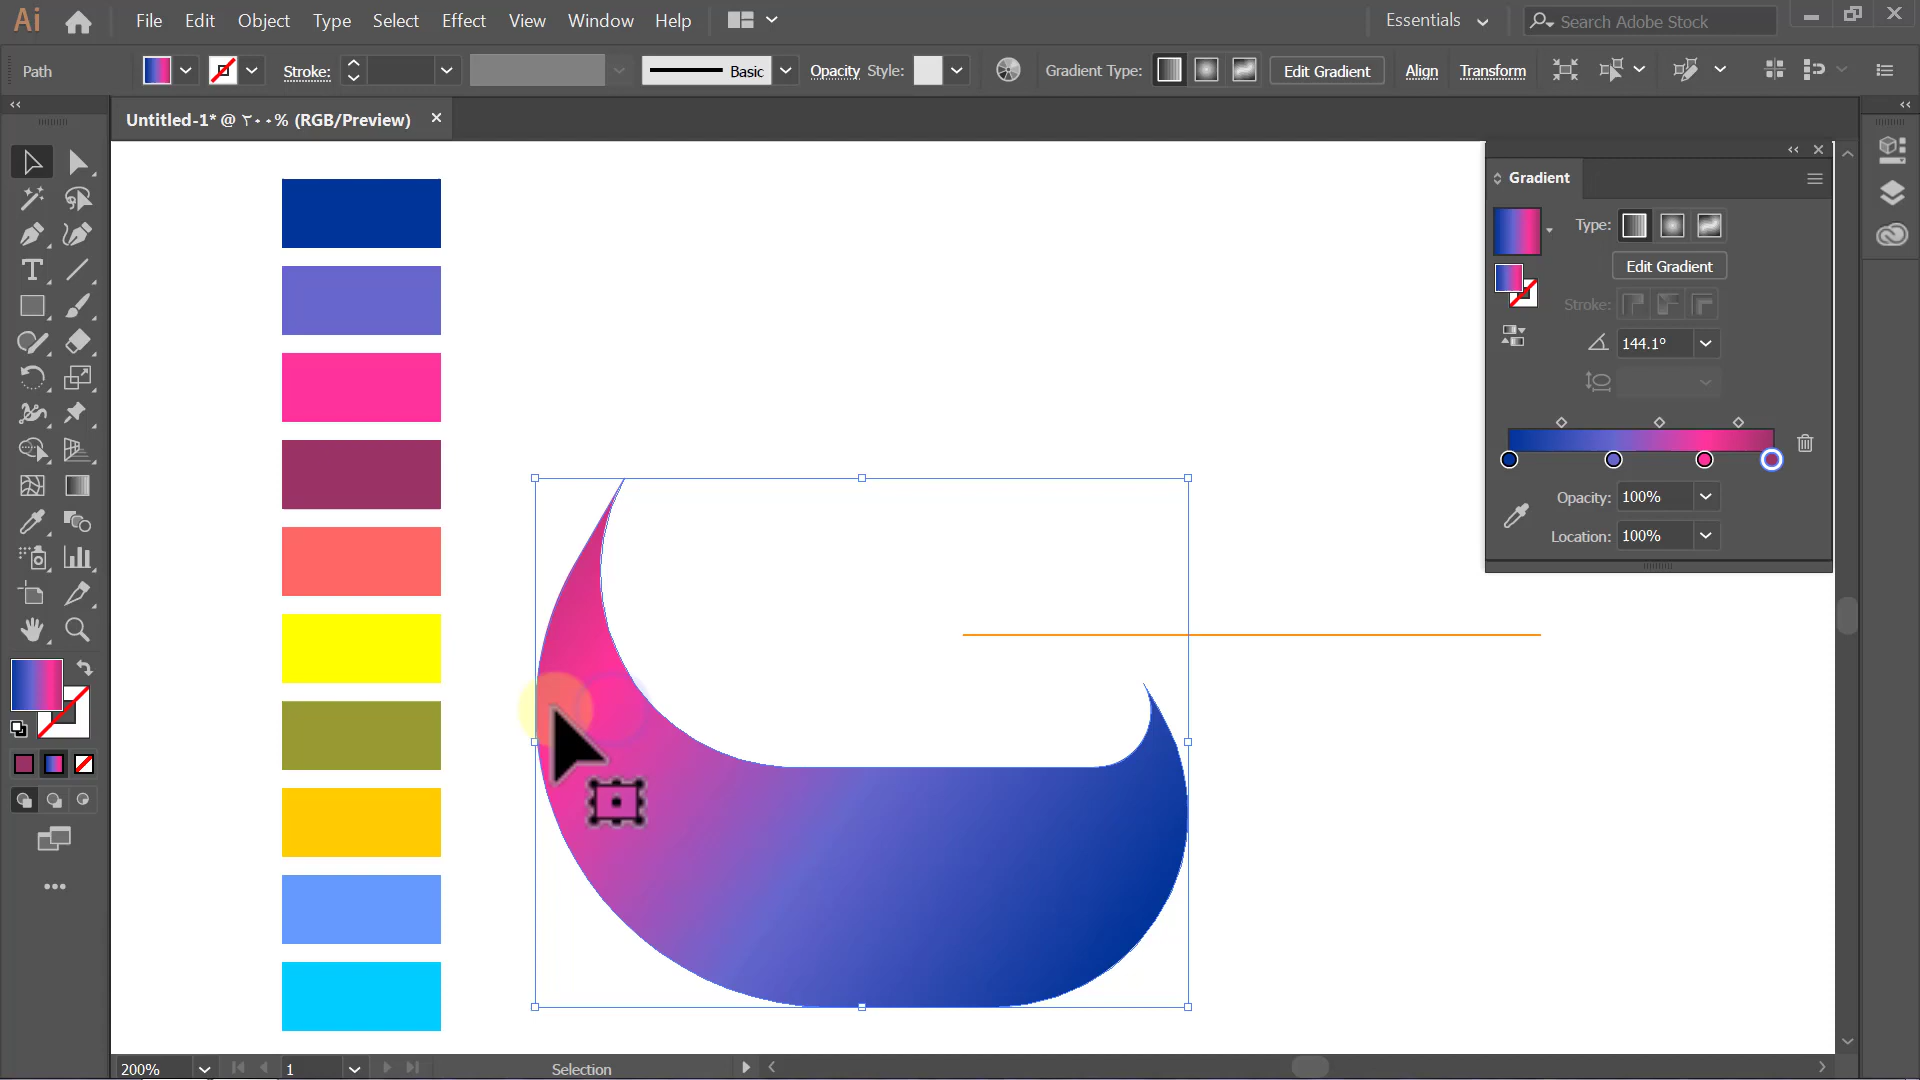 Ai File Edit Object Type Select Effect View Window Help Essentials Search Adobe Stock
Path Stroke: Basic Opacity Style: Gradient Type: Edit Gradient Align Transform
Untitled-1* @ ٢٠٠% (RGB/Preview)
Gradient
Type:
Edit Gradient
Stroke:
144.1°
Opacity: 100%
Location: 100%
T
200% 1 Selection